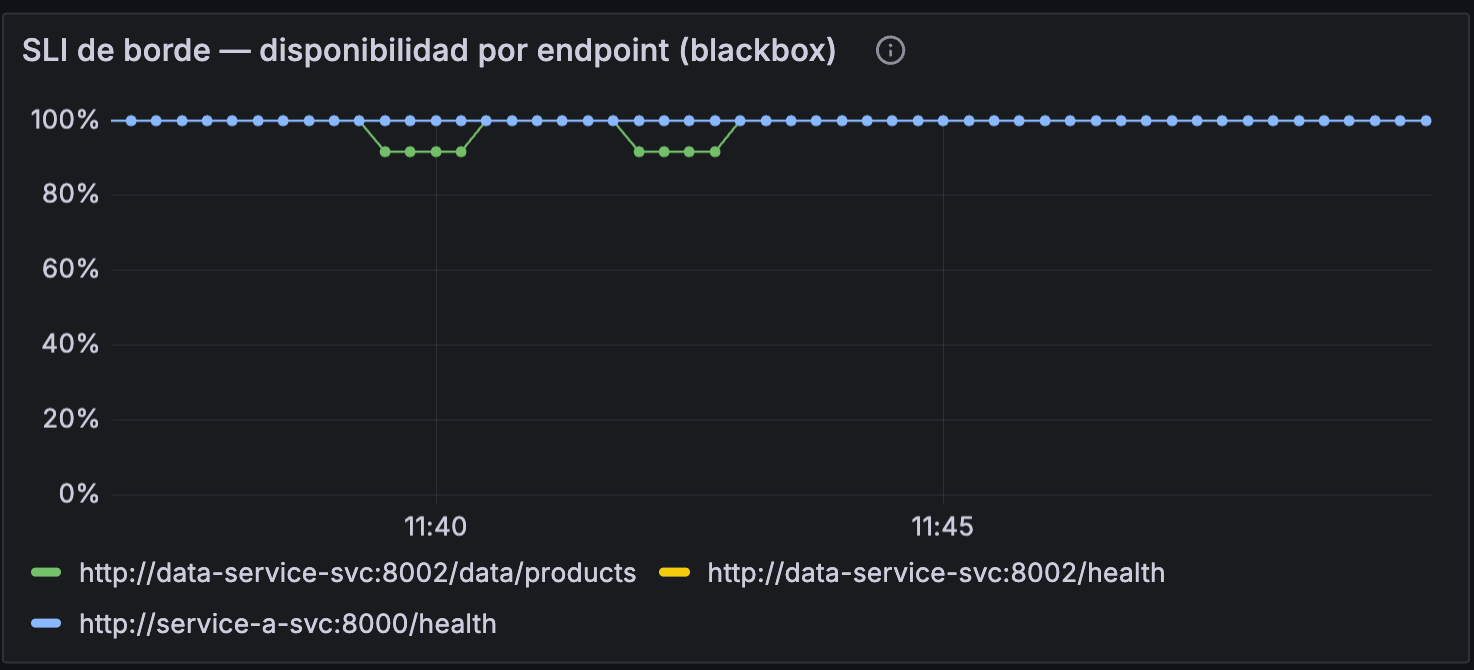 SLI de borde — disponibilidad por endpoint (blackbox)
100%
80%
60%
40%
20%
0%
11:40 11:45
http://data-service-svc:8002/data/products http://data-service-svc:8002/health
http://service-a-svc:8000/health